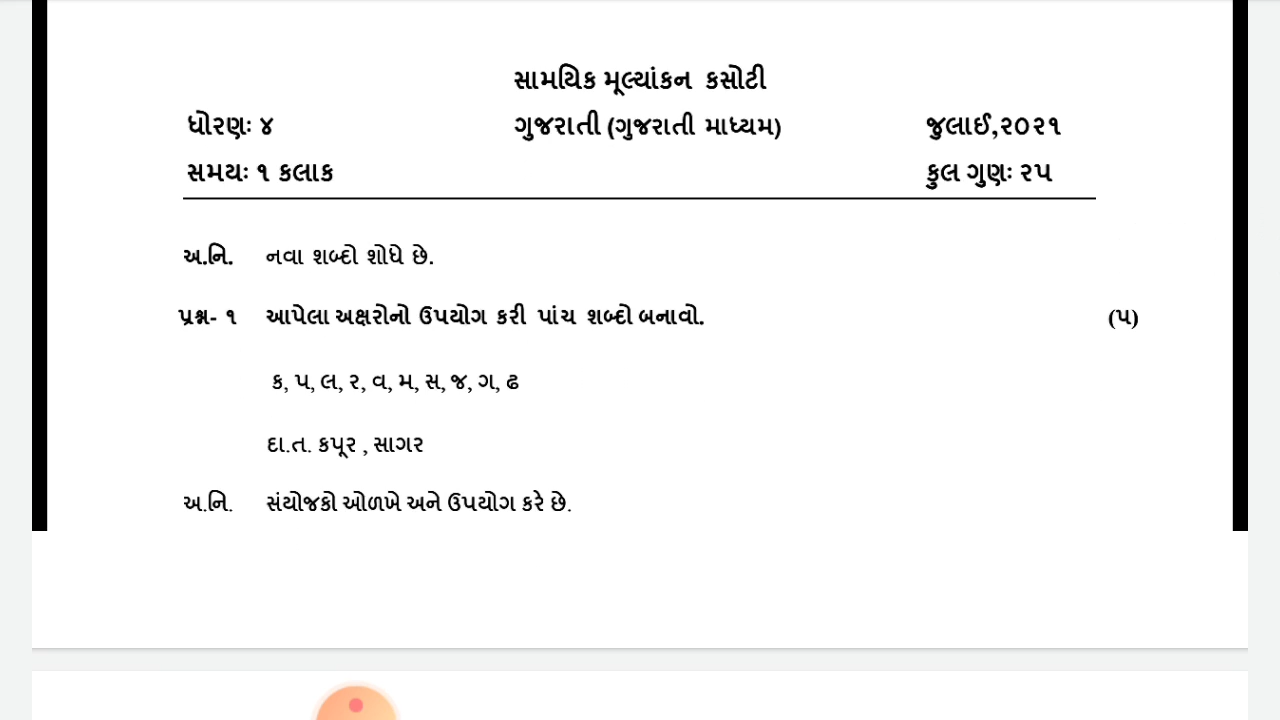 સામયિક મૂલ્યાંકન કસોટી
ધોરણઃ ૪ ગુજરાતી (ગુજરાતી માધ્યમ) જુલાઈ,૨૦૨૧
સમયઃ ૧ કલાક કુલ ગુણઃ ૨૫
અ.નિ. નવા શબ્દો શોધે છે.
પ્રશ્ન- ૧ આપેલા અક્ષરોનો ઉપયોગ કરી પાંચ શબ્દો બનાવો. (૫)
ક, પ, લ, ર, વ, મ, સ, જ, ગ, ઢ
દા.ત. કપૂર , સાગર
અ.નિ. સંયોજકો ઓળખે અને ઉપયોગ કરે છે.